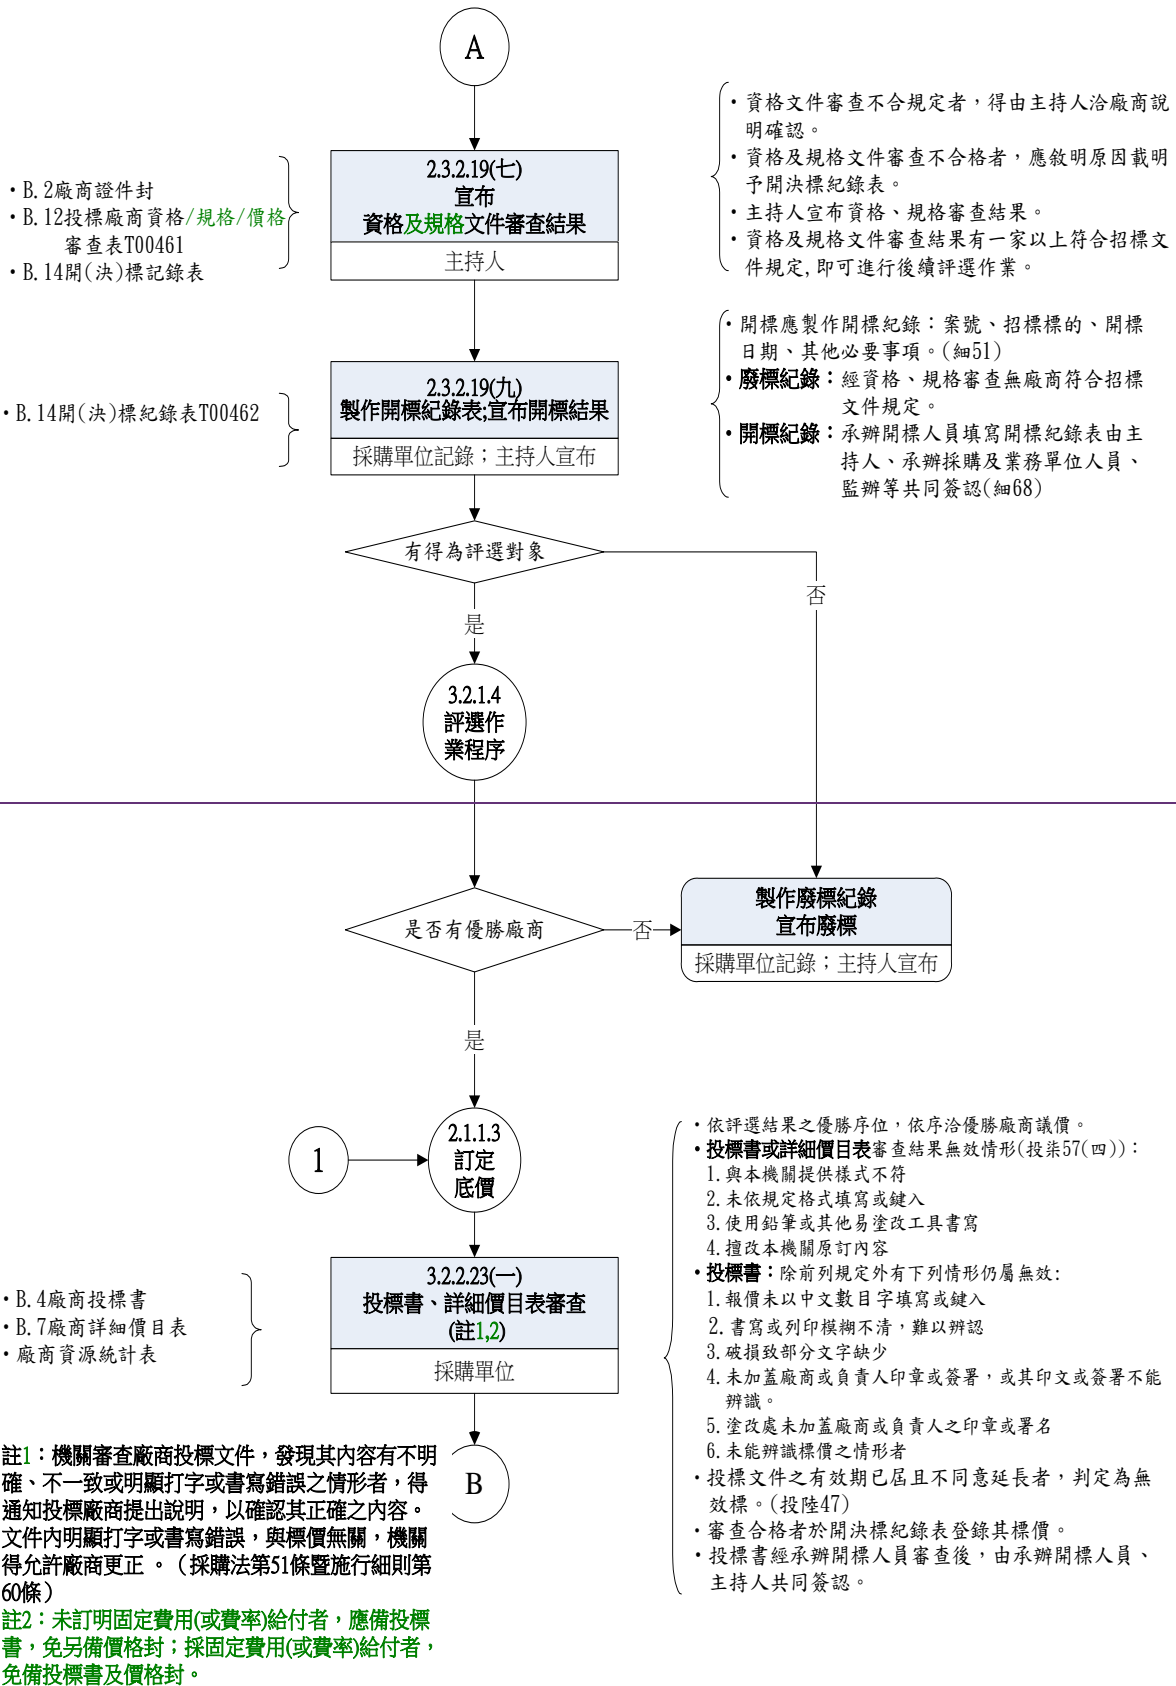 A
・資格文件審查不合規定者，得由主持人洽廠商說
明確認。
・資格及規格文件審查不合格者，應敘明原因載明
予開決標紀錄表。
・主持人宣布資格、規格審查結果。
・資格及規格文件審查結果有一家以上符合招標文
件規定,即可進行後續評選作業。
2.3.2.19(七)
宣布
資格及規格文件審查結果
主持人
・B.2廠商證件封
・B.12投標廠商資格/規格/價格
審查表T00461
・B.14開(決)標記錄表
・開標應製作開標紀錄：案號、招標標的、開標
日期、其他必要事項。(細51)
・廢標紀錄：經資格、規格審查無廠商符合招標
文件規定。
・開標紀錄：承辦開標人員填寫開標紀錄表由主
持人、承辦採購及業務單位人員、
監辦等共同簽認(細68)
2.3.2.19(九)
製作開標紀錄表;宣布開標結果
採購單位記錄；主持人宣布
・B.14開(決)標紀錄表T00462
有得為評選對象
否
是
3.2.1.4
評選作
業程序
製作廢標紀錄
宣布廢標
採購單位記錄；主持人宣布
是否有優勝廠商
否
是
1
2.1.1.3
訂定
底價
3.2.2.23(一)
投標書、詳細價目表審查
(註1,2)
採購單位
・B.4廠商投標書
・B.7廠商詳細價目表
・廠商資源統計表
・依評選結果之優勝序位，依序洽優勝廠商議價。
・投標書或詳細價目表審查結果無效情形(投柒57(四))：
1.與本機關提供樣式不符
2.未依規定格式填寫或鍵入
3.使用鉛筆或其他易塗改工具書寫
4.擅改本機關原訂內容
・投標書：除前列規定外有下列情形仍屬無效:
1.報價未以中文數目字填寫或鍵入
2.書寫或列印模糊不清，難以辨認
3.破損致部分文字缺少
4.未加蓋廠商或負責人印章或簽署，或其印文或簽署不能
辨識。
5.塗改處未加蓋廠商或負責人之印章或署名
6.未能辨識標價之情形者
・投標文件之有效期已屆且不同意延長者，判定為無
效標。(投陸47)
・審查合格者於開決標紀錄表登錄其標價。
・投標書經承辦開標人員審查後，由承辦開標人員、
主持人共同簽認。
B
註1：機關審查廠商投標文件，發現其內容有不明
確、不一致或明顯打字或書寫錯誤之情形者，得
通知投標廠商提出說明，以確認其正確之內容。
文件內明顯打字或書寫錯誤，與標價無關，機關
得允許廠商更正 。（採購法第51條暨施行細則第
60條）
註2：未訂明固定費用(或費率)給付者，應備投標
書，免另備價格封；採固定費用(或費率)給付者，
免備投標書及價格封。